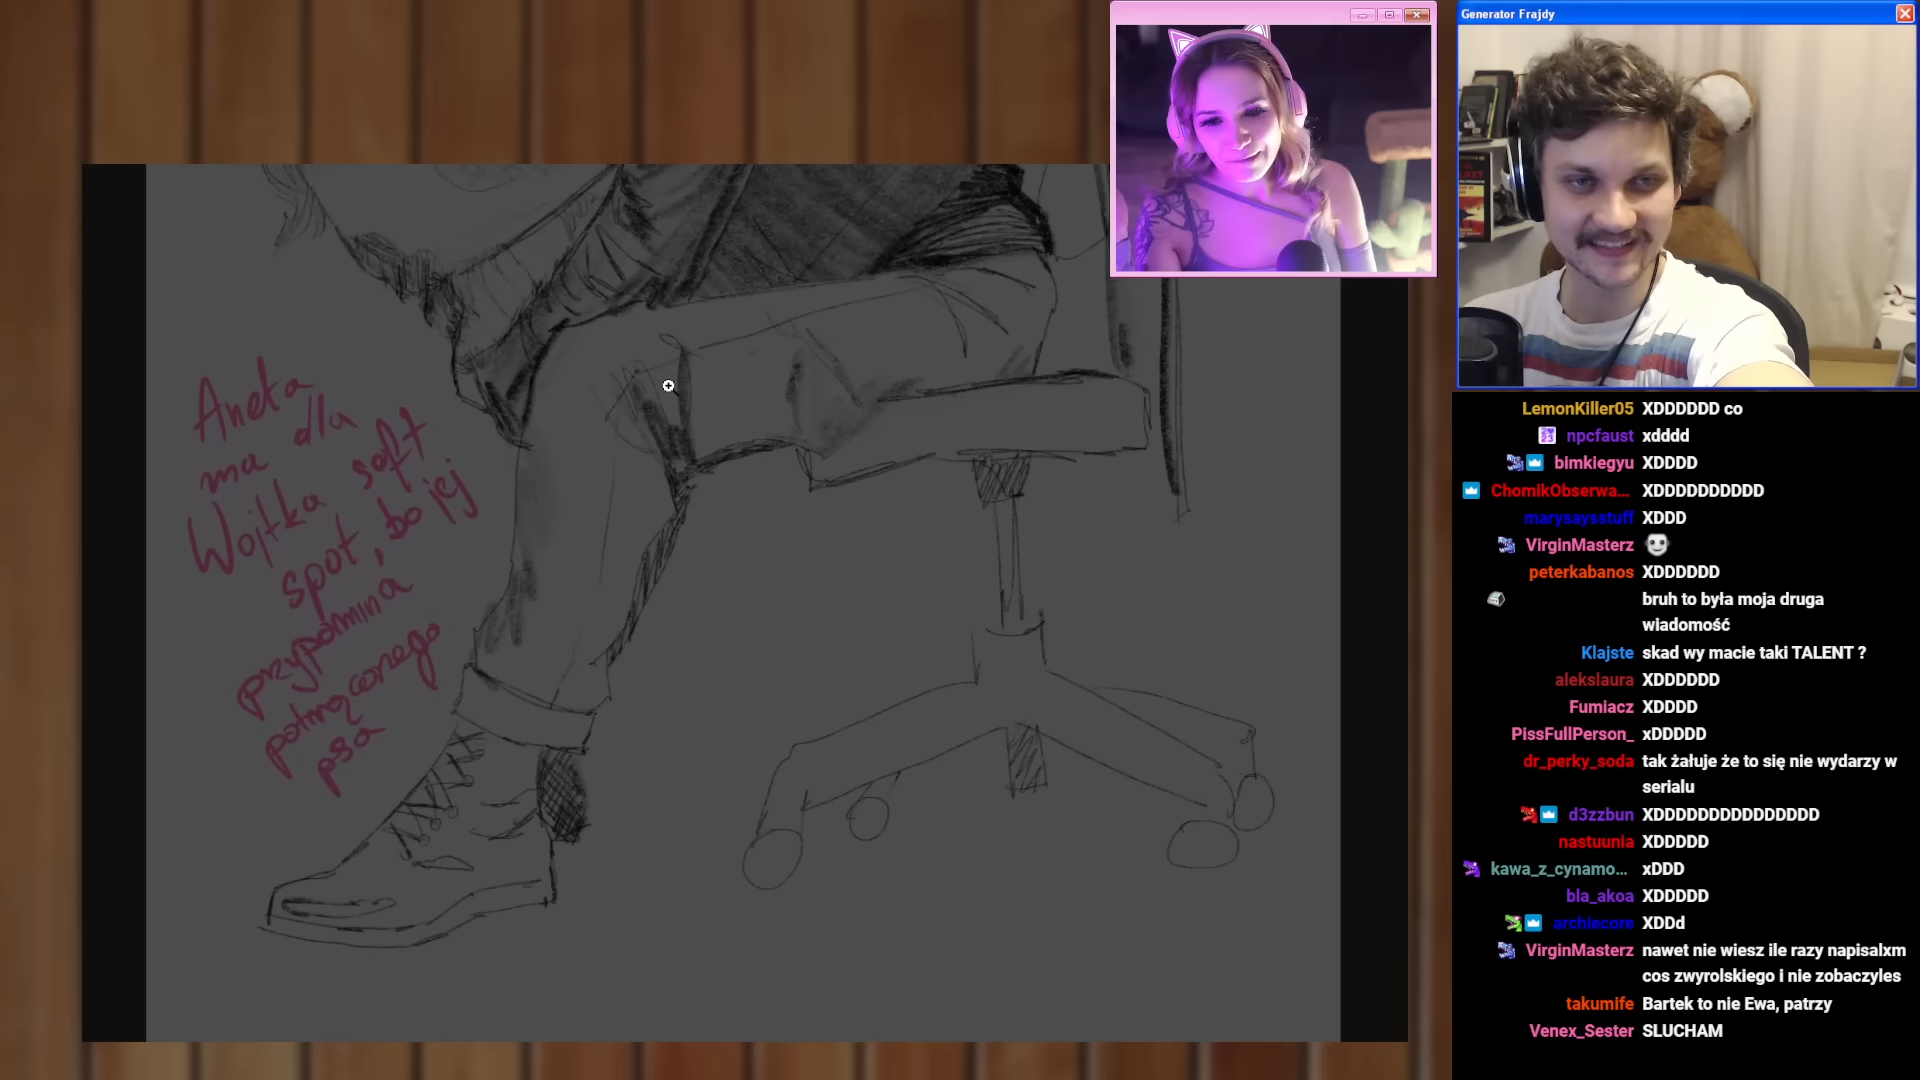 Generator Frajdy
Aneta
ma dla
Wojtka soft
spot, bo jej
przypomina
potrąconego
psa
LemonKiller05 XDDDDDD co
npcfaust xdddd
bimkiegyu XDDDD
ChomikObserwa... XDDDDDDDDDD
marysaysstuff XDDD
VirginMasterz
peterkabanos XDDDDDD
bruh to była moja druga
wiadomość
Klajste skad wy macie taki TALENT ?
alekslaura XDDDDDD
Fumiacz XDDDD
PissFullPerson_ xDDDDD
dr_perky_soda tak żałuje że to się nie wydarzy w
serialu
d3zzbun XDDDDDDDDDDDDDDDD
nastuunia XDDDDD
kawa_z_cynamo... xDDD
bla_akoa XDDDDD
archiecore XDDd
VirginMasterz nawet nie wiesz ile razy napisalxm
cos zwyrolskiego i nie zobaczyles
takumife Bartek to nie Ewa, patrzy
Venex_Sester SLUCHAM